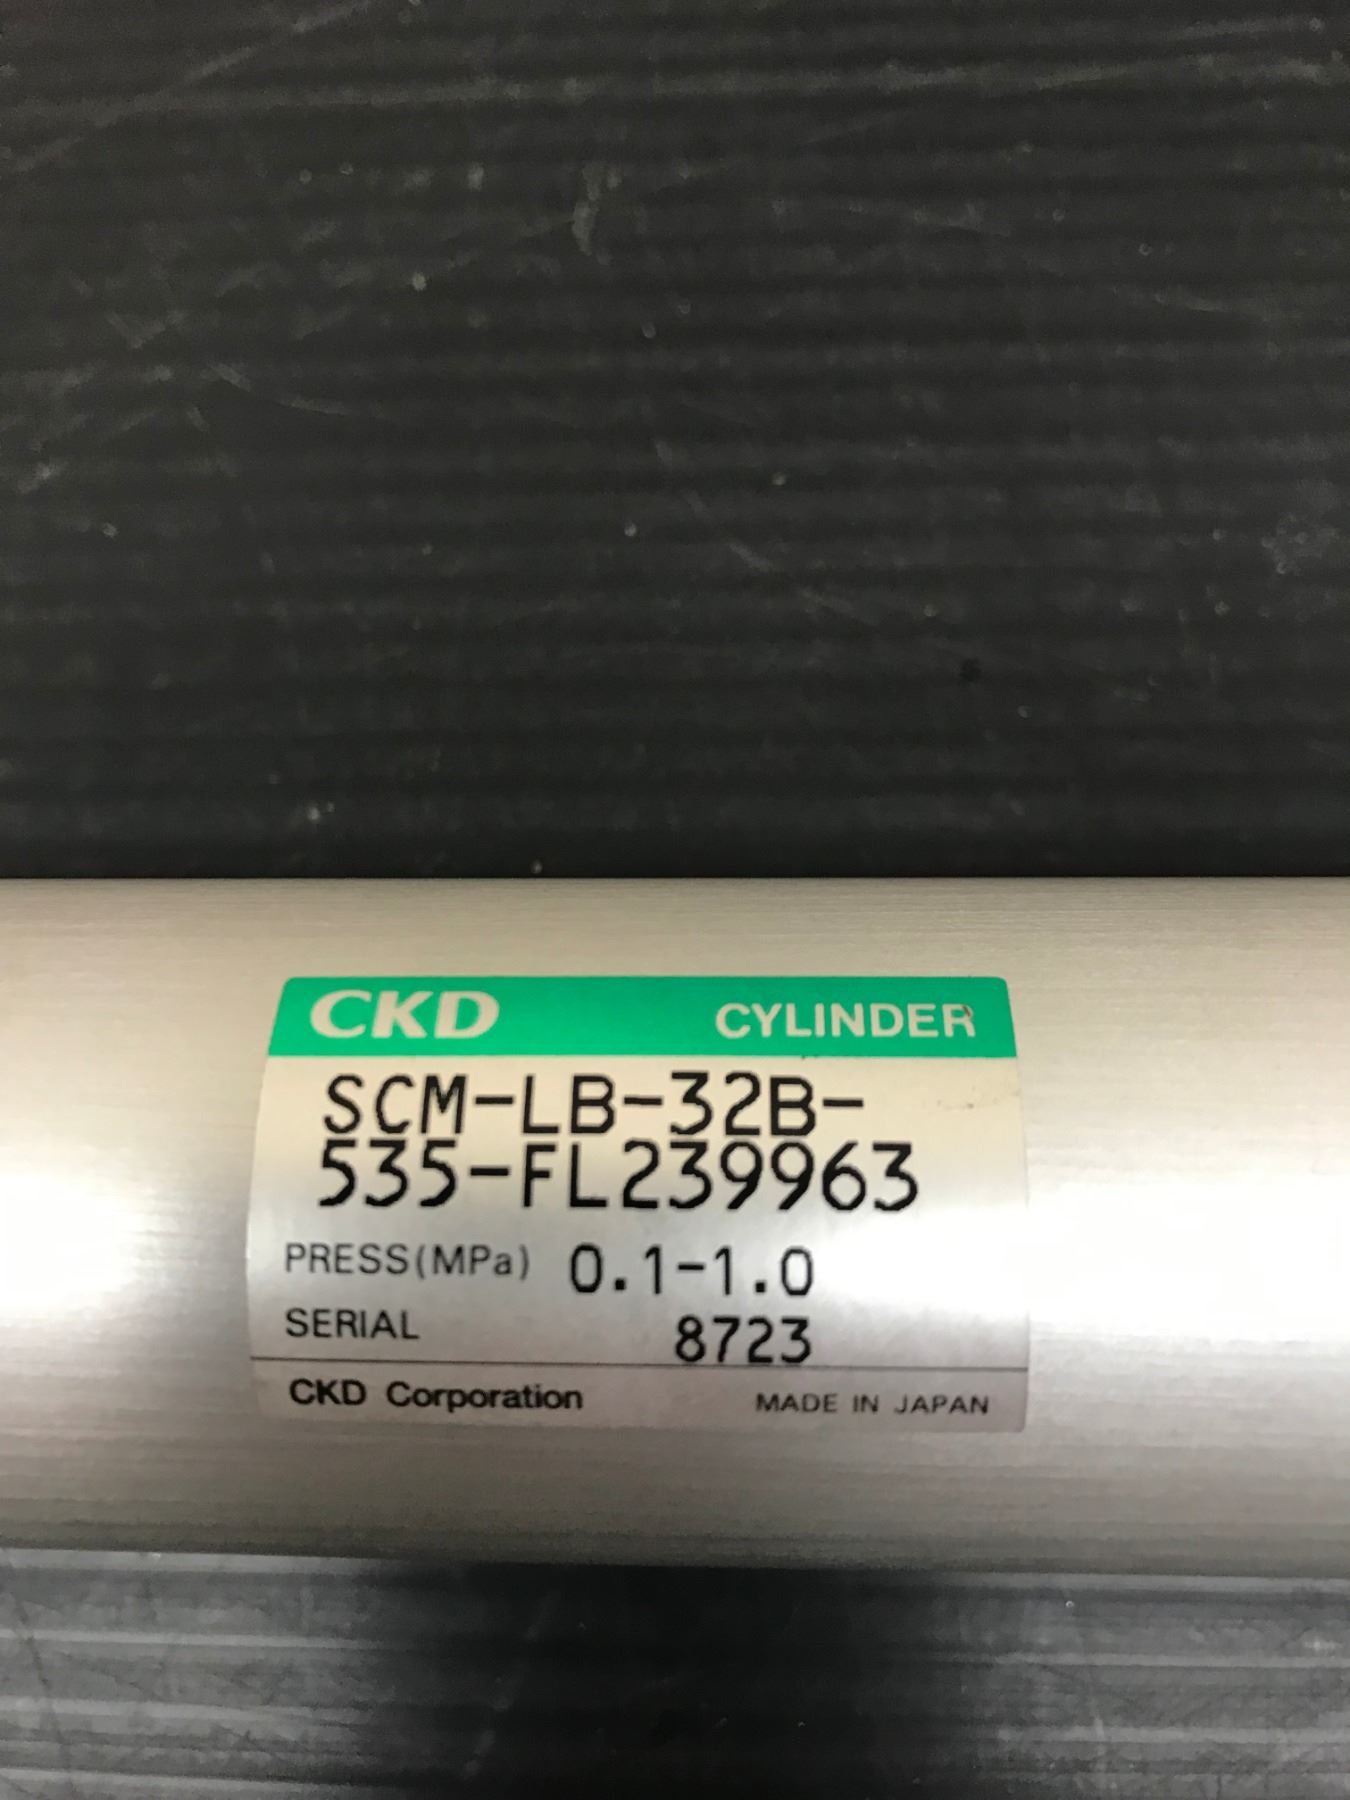 CKD CYLINDER
SCM-LB-32B-
535-FL239963
PRESS(MPa) 0.1-1.0
SERIAL 8723
CKD Corporation MADE IN JAPAN